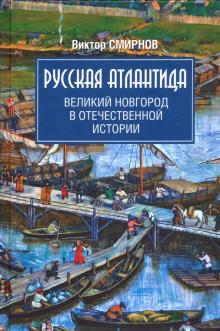 Виктор СМИРНОВ
РУССКАЯ АТЛАНТИДА
ВЕЛИКИЙ НОВГОРОД
В ОТЕЧЕСТВЕННОЙ
ИСТОРИИ